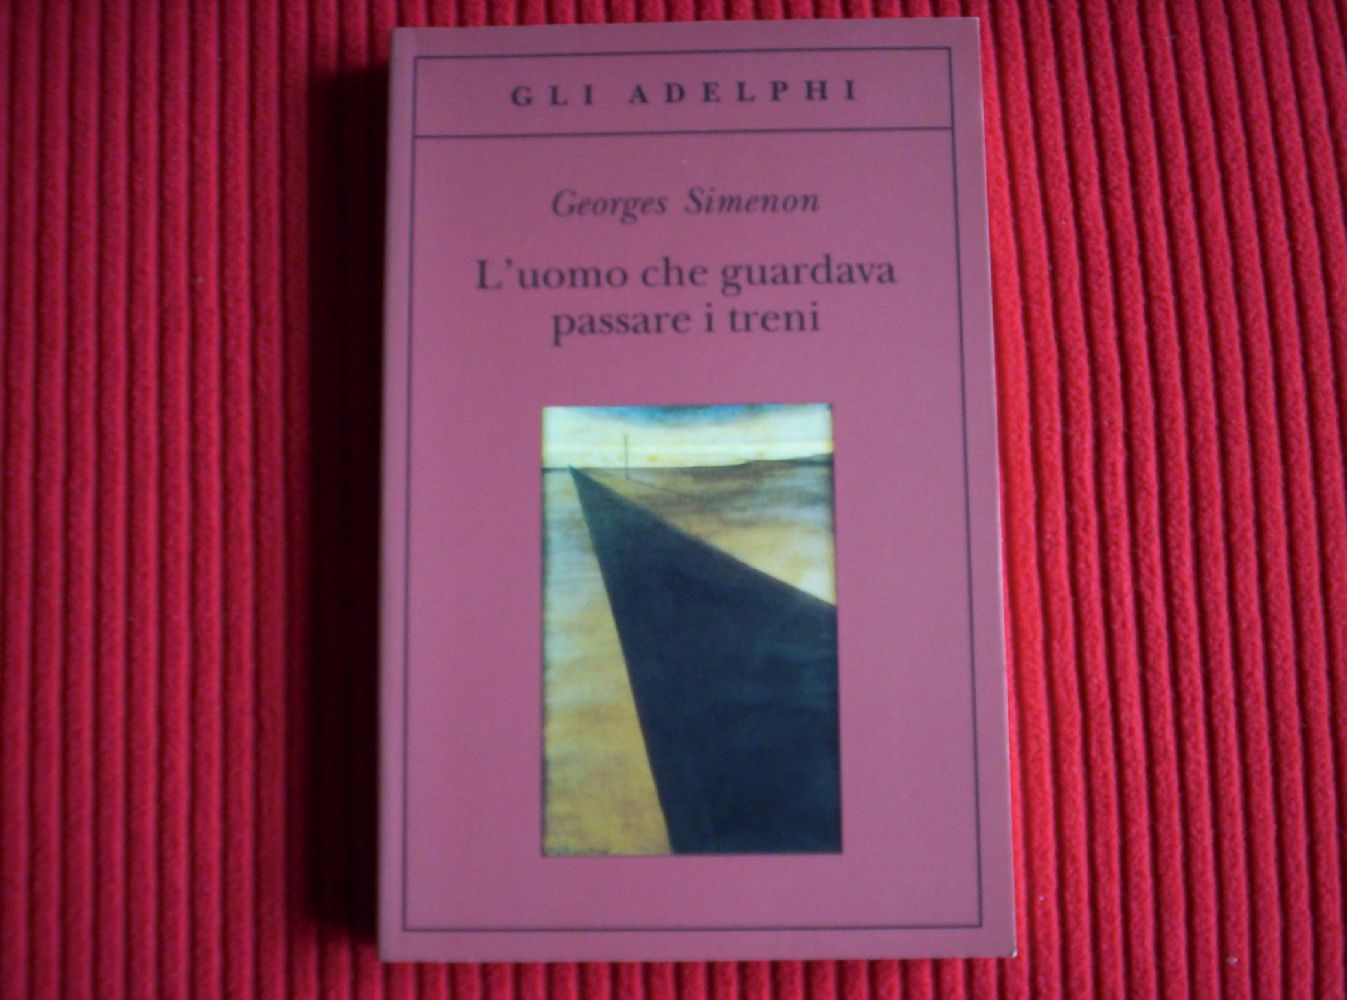 GLI ADELPHI
Georges Simenon
L'uomo che guardava
passare i treni